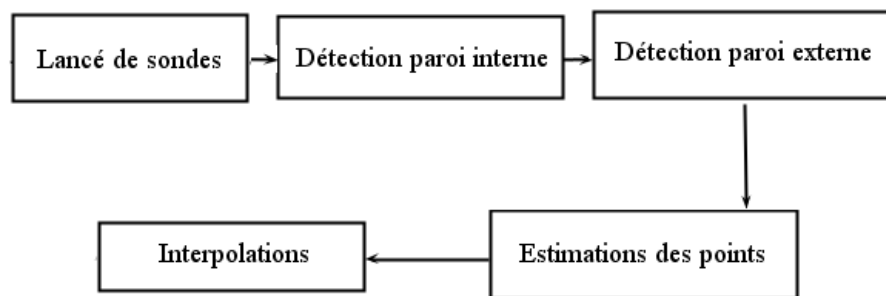 Lancé de sondes
Détection paroi interne
Détection paroi externe
Estimations des points
Interpolations